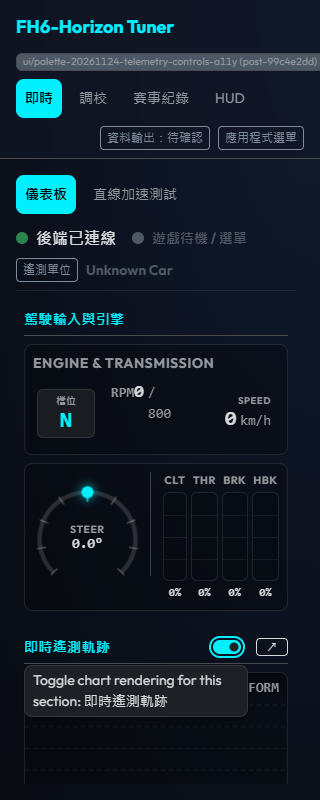 FH6-Horizon Tuner
ui/palette-20261124-telemetry-controls-a11y (post-99c4e2dd)
即時 調校 賽事紀錄 HUD
資料輸出：待確認 應用程式選單
儀表板 直線加速測試
後端已連線 遊戲待機 / 選單
遙測單位 Unknown Car
駕駛輸入與引擎
ENGINE & TRANSMISSION
檔位 RPM 0 / 800 SPEED
N 0 km/h
CLT THR BRK HBK
STEER
0.0°
0% 0% 0% 0%
即時遙測軌跡 ↗
Toggle chart rendering for this
section: 即時遙測軌跡
FORM